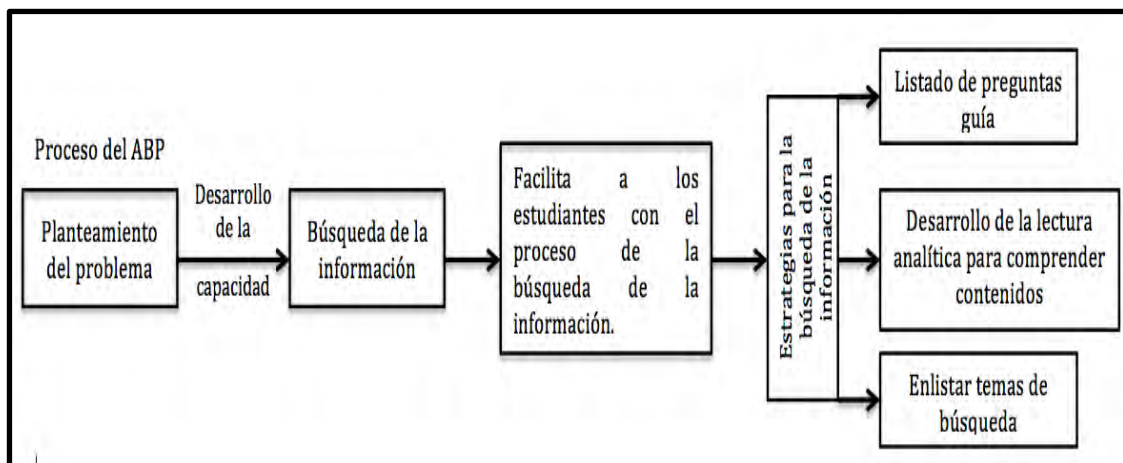 Proceso del ABP
Planteamiento
del problema
Desarrollo
de la
capacidad
Búsqueda de la
información
Facilita a los
estudiantes con el
proceso de la
búsqueda de la
información.
Estrategias para la
búsqueda de la
información
Listado de preguntas
guía
Desarrollo de la lectura
analítica para comprender
contenidos
Enlistar temas de
búsqueda